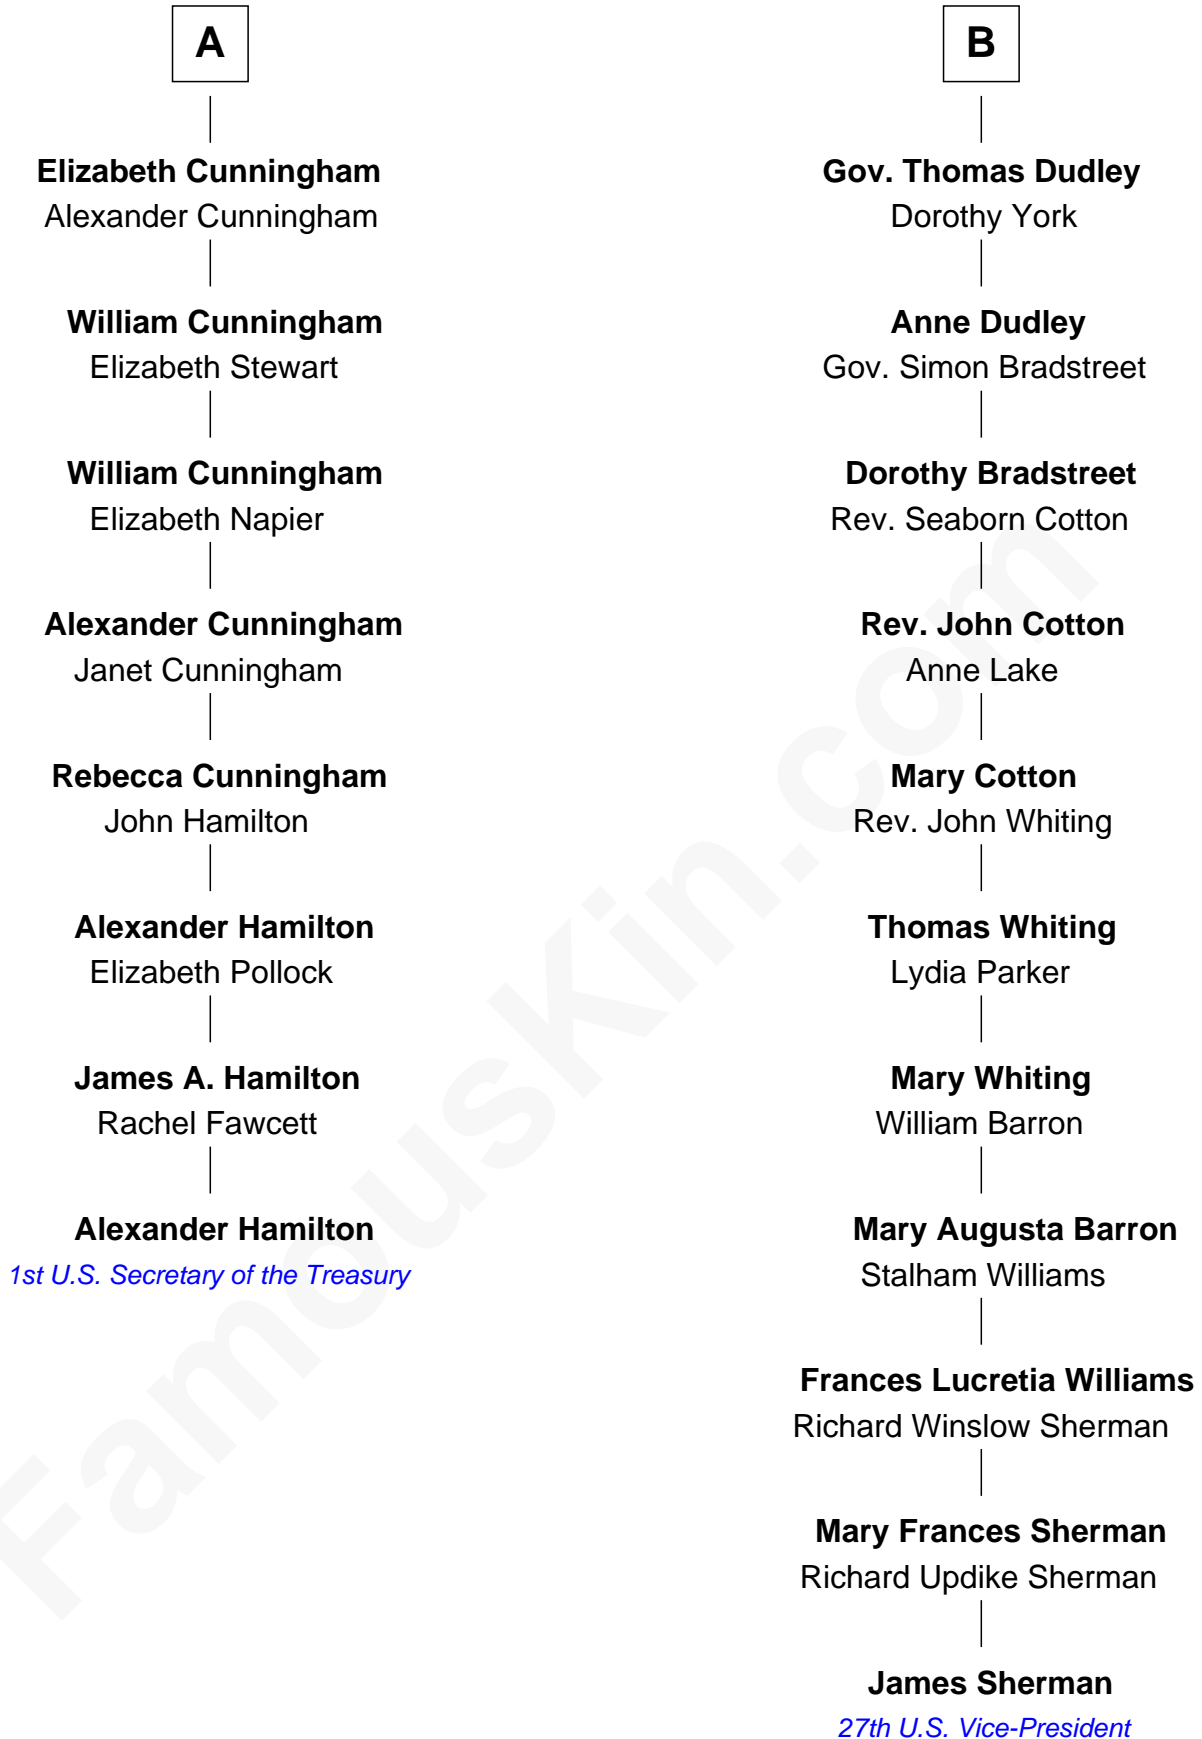 A
Elizabeth Cunningham
Alexander Cunningham
William Cunningham
Elizabeth Stewart
William Cunningham
Elizabeth Napier
Alexander Cunningham
Janet Cunningham
Rebecca Cunningham
John Hamilton
Alexander Hamilton
Elizabeth Pollock
James A. Hamilton
Rachel Fawcett
Alexander Hamilton
1st U.S. Secretary of the Treasury
B
Gov. Thomas Dudley
Dorothy York
Anne Dudley
Gov. Simon Bradstreet
Dorothy Bradstreet
Rev. Seaborn Cotton
Rev. John Cotton
Anne Lake
Mary Cotton
Rev. John Whiting
Thomas Whiting
Lydia Parker
Mary Whiting
William Barron
Mary Augusta Barron
Stalham Williams
Frances Lucretia Williams
Richard Winslow Sherman
Mary Frances Sherman
Richard Updike Sherman
James Sherman
27th U.S. Vice-President
FamousKin.com